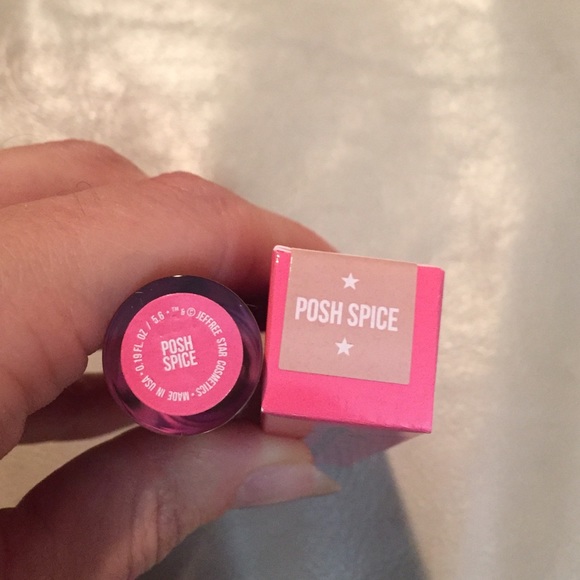 POSH
SPICE
JEFFREE STAR COSMETICS • MADE IN USA • 0.19 FL. OZ / 5.6
POSH SPICE